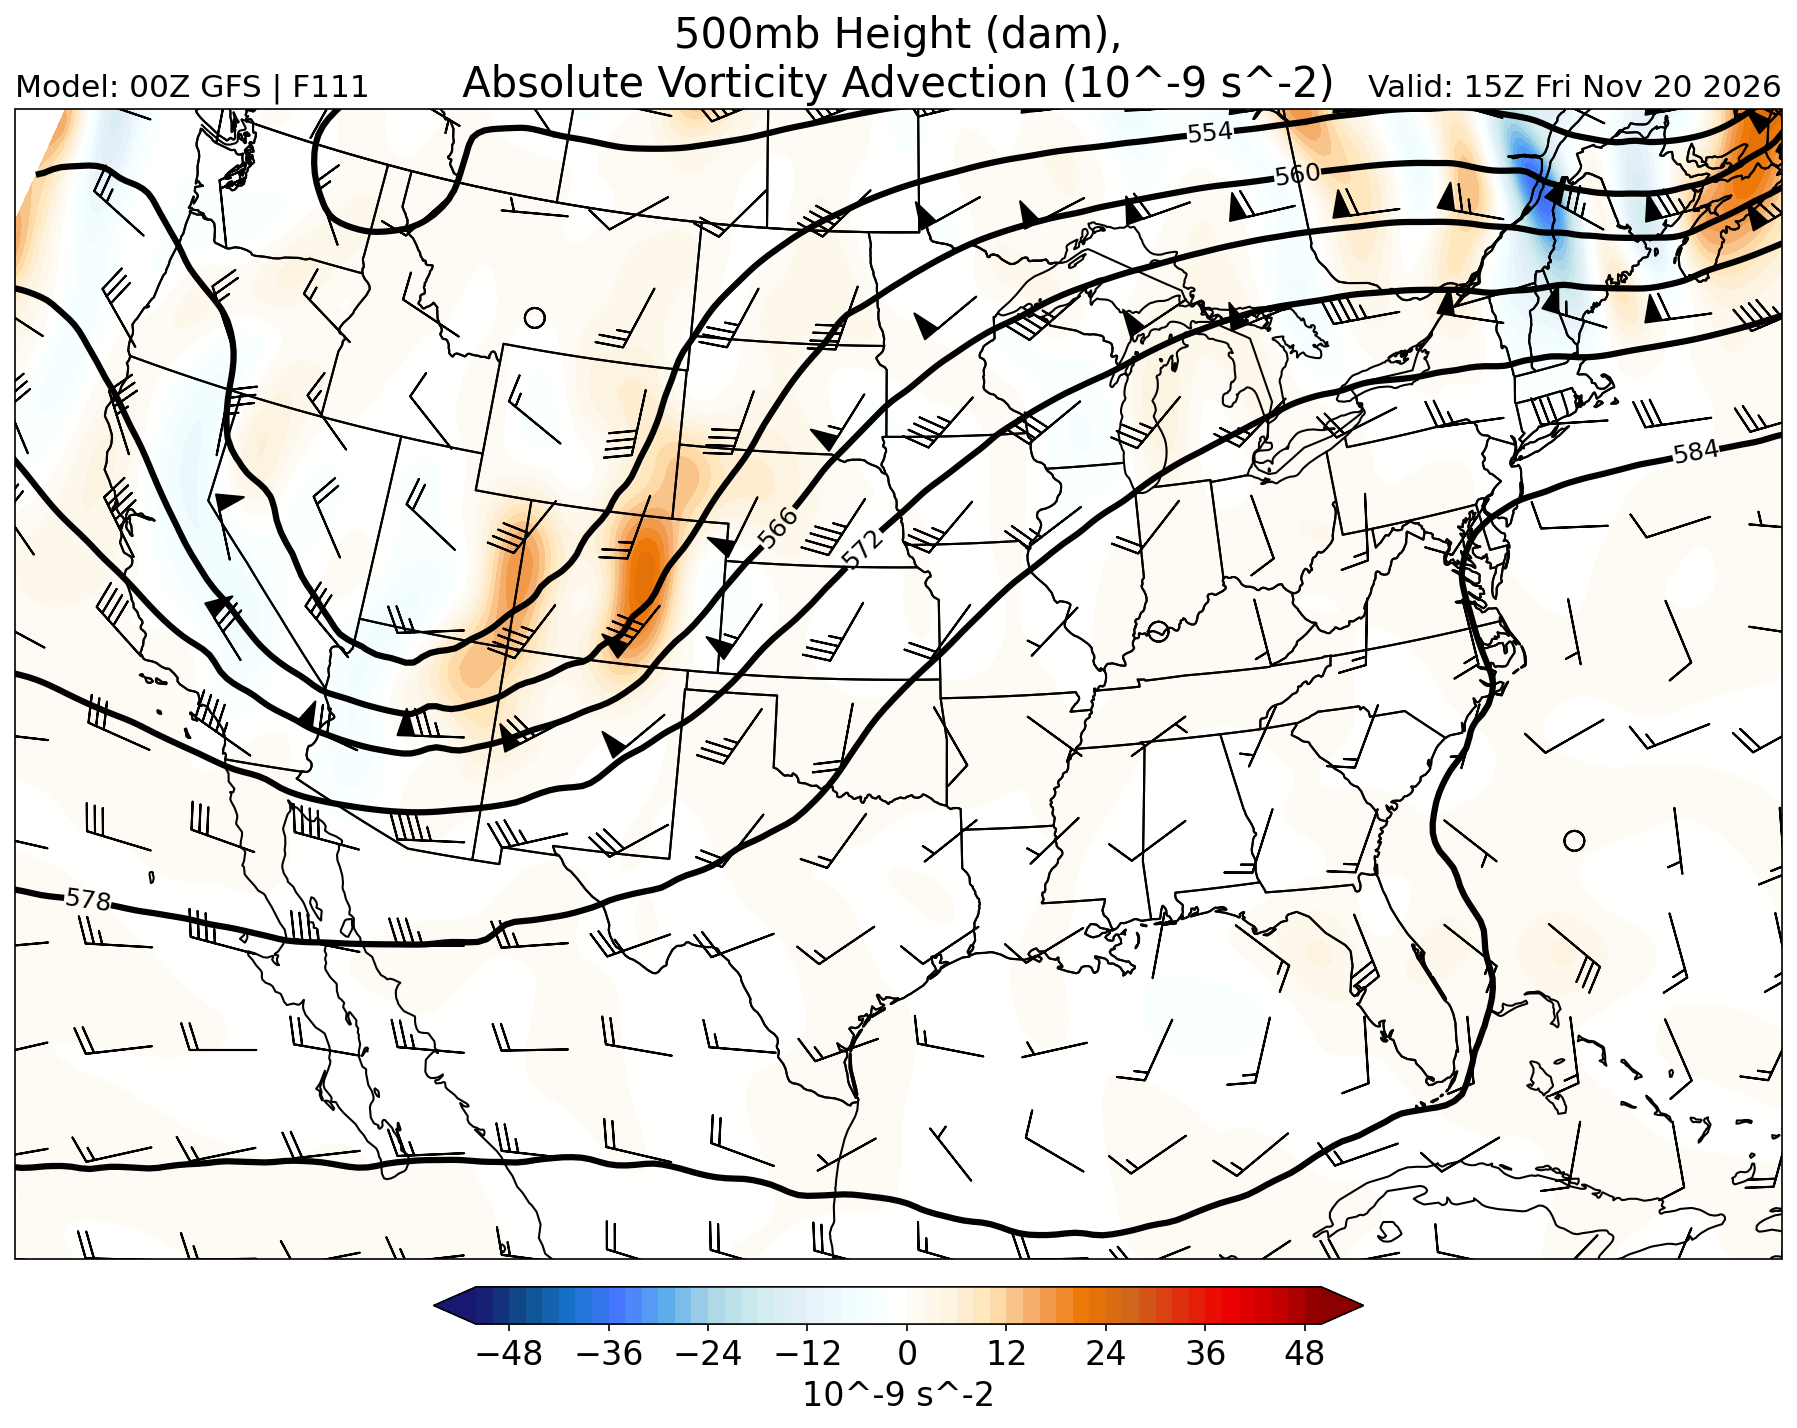 500mb Height (dam),
Model: 00Z GFS | F111
Absolute Vorticity Advection (10^-9 s^-2)
Valid: 15Z Fri Nov 20 2026
554
560
584
566
572
578
−48 −36 −24 −12 0 12 24 36 48
10^-9 s^-2